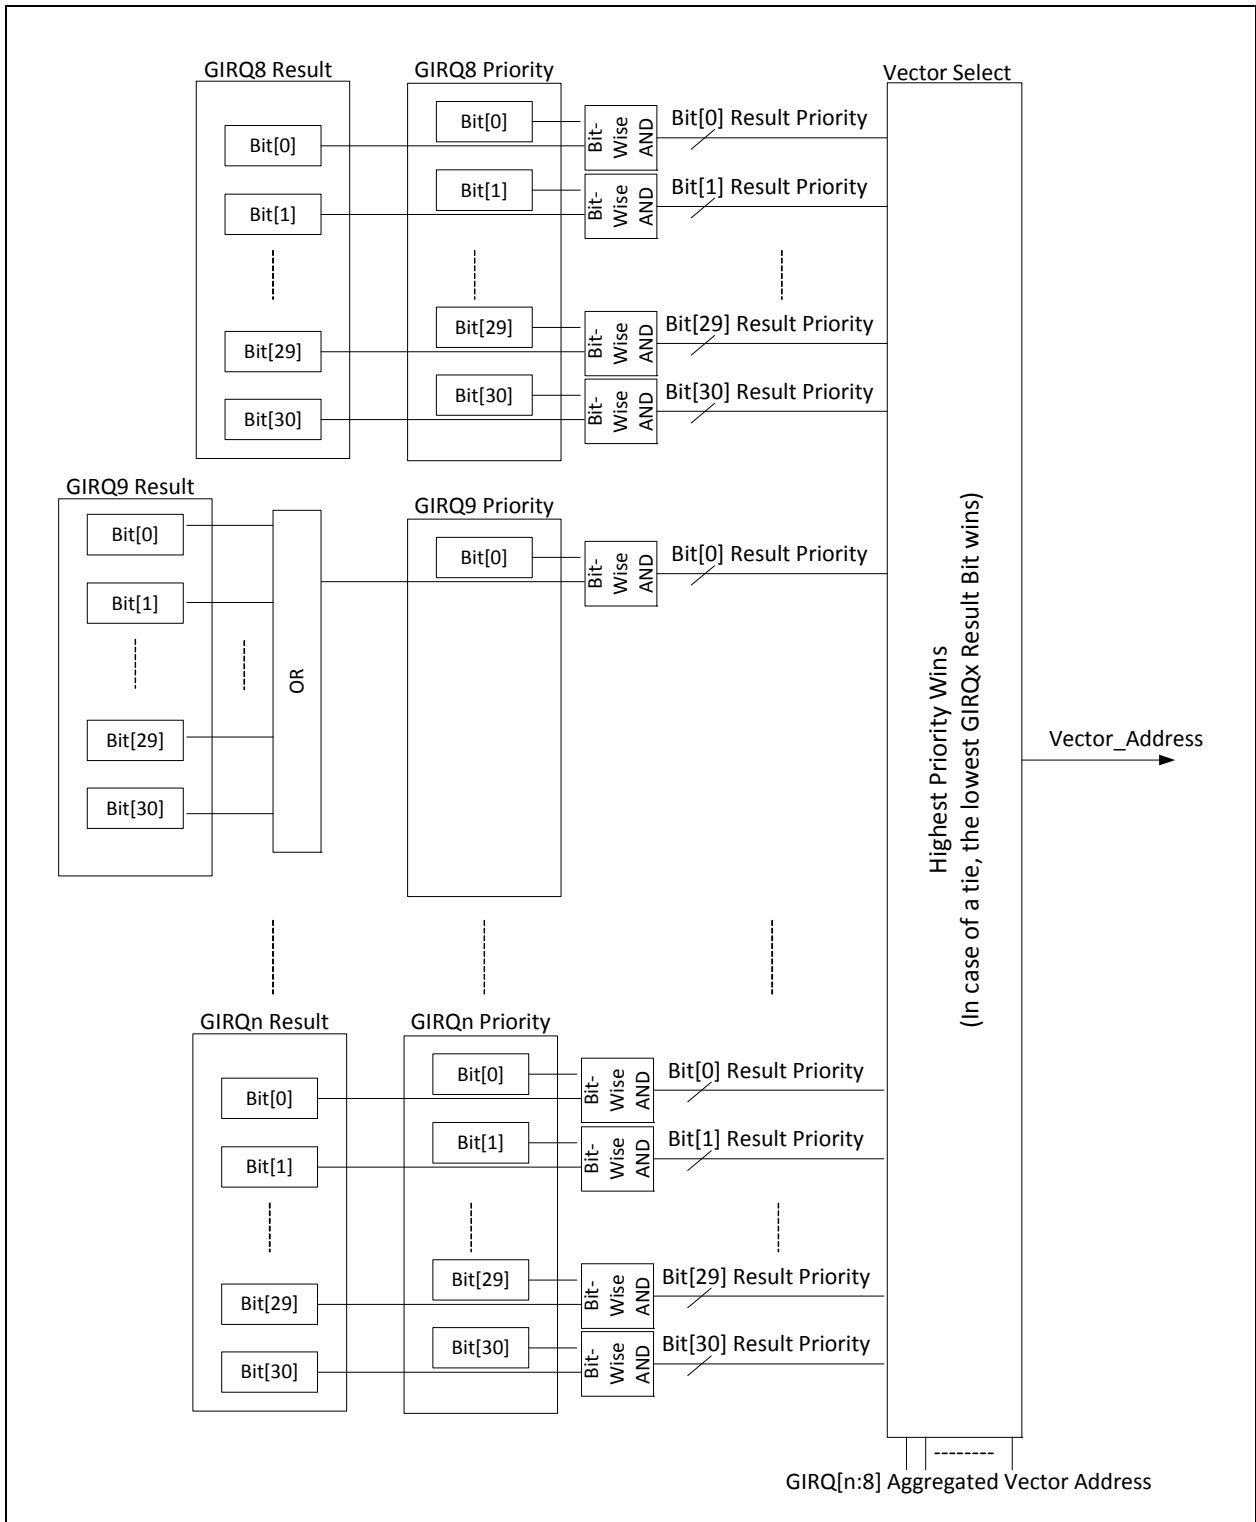 GIRQ8 Result
GIRQ8 Priority
Vector Select
Bit[0]
Bit[0]
Bit-
Wise
AND
Bit[0] Result Priority
Bit[1]
Bit[1]
Bit-
Wise
AND
Bit[1] Result Priority
Bit[29]
Bit[29]
Bit-
Wise
AND
Bit[29] Result Priority
Bit[30]
Bit[30]
Bit-
Wise
AND
Bit[30] Result Priority
GIRQ9 Result
GIRQ9 Priority
Bit[0]
Bit[1]
Bit[29]
Bit[30]
OR
Bit[0]
Bit-
Wise
AND
Bit[0] Result Priority
Highest Priority Wins
(In case of a tie, the lowest GIRQx Result Bit wins)
Vector_Address
GIRQn Result
GIRQn Priority
Bit[0]
Bit[0]
Bit-
Wise
AND
Bit[0] Result Priority
Bit[1]
Bit[1]
Bit-
Wise
AND
Bit[1] Result Priority
Bit[29]
Bit[29]
Bit-
Wise
AND
Bit[29] Result Priority
Bit[30]
Bit[30]
Bit-
Wise
AND
Bit[30] Result Priority
GIRQ[n:8] Aggregated Vector Address